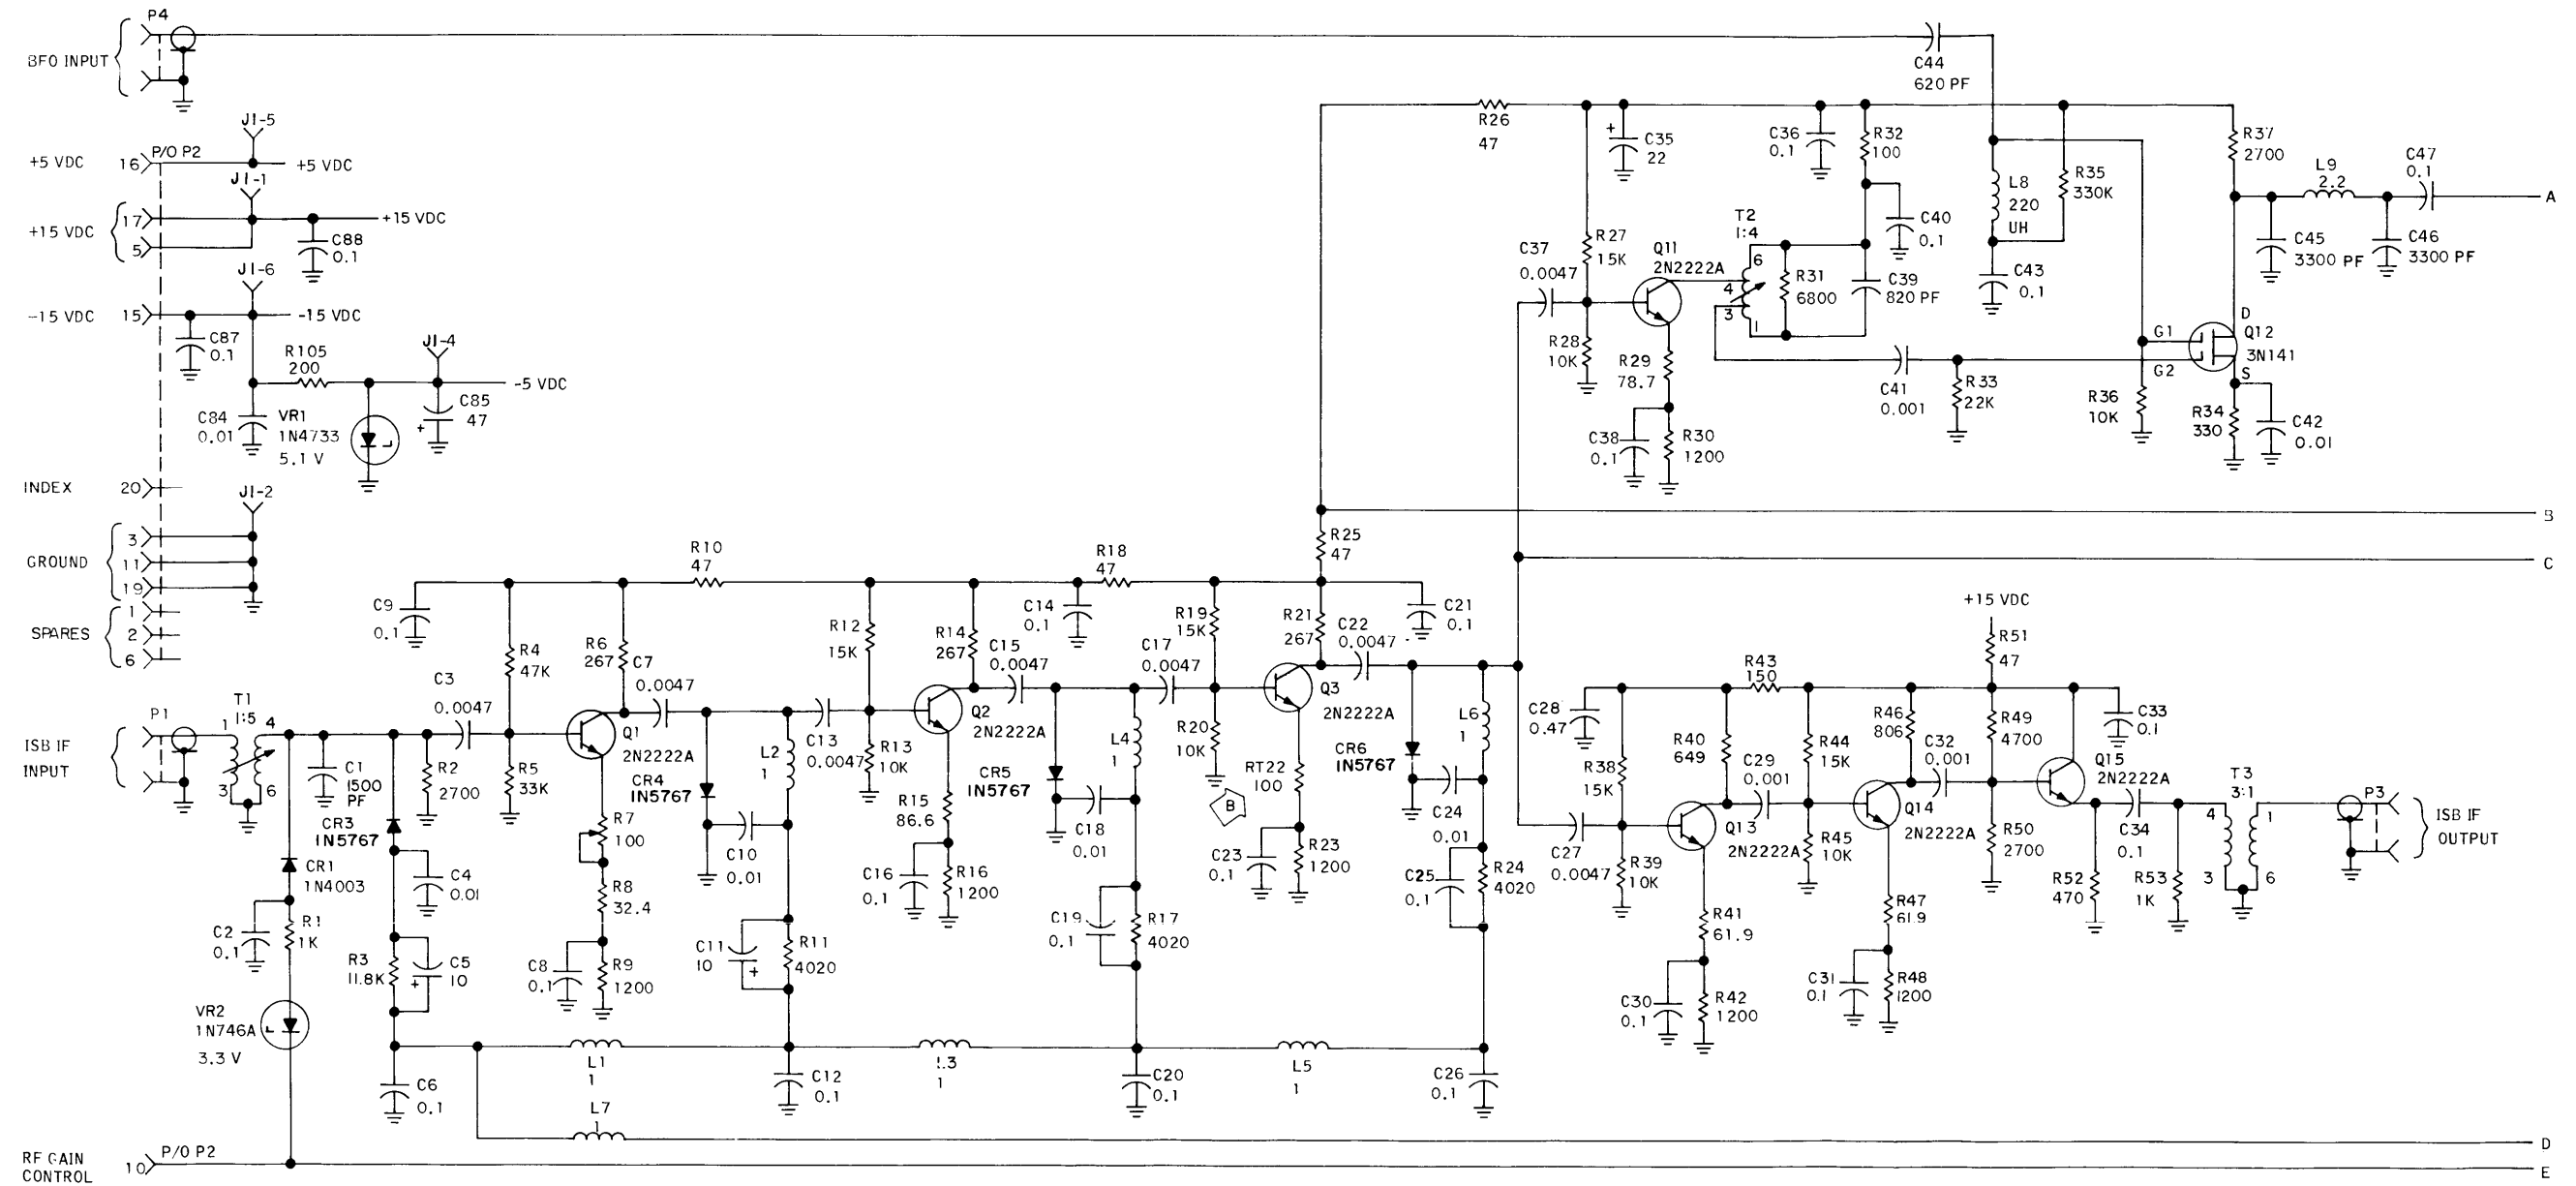 P4
BFO INPUT
C44
620 PF
J1-5
+5 VDC
16
P/O P2
+5 VDC
J1-1
+15 VDC
17
5
+15 VDC
C88
0.1
J1-6
-15 VDC
15
-15 VDC
C87
0.1
R105
200
J1-4
-5 VDC
C84
0.01
VR1
1N4733
5.1 V
C85
47
+
INDEX
20
J1-2
GROUND
3
11
19
SPARES
1
2
6
R26
47
+
C35
22
C36
0.1
R32
100
C40
0.1
R27
15K
C37
0.0047
R28
10K
Q11
2N2222A
T2
1:4
6
4
3
1
R31
6800
C39
820 PF
R29
78.7
C38
0.1
R30
1200
L8
220
UH
R35
330K
C43
0.1
C41
0.001
R33
22K
R36
10K
G1
G2
D
Q12
3N141
S
R34
330
C42
0.01
R37
2700
L9
2.2
C47
0.1
A
C45
3300 PF
C46
3300 PF
B
C
R25
47
R10
47
R18
47
C9
0.1
R4
47K
R6
267
C7
0.0047
R12
15K
R14
267
C15
0.0047
C14
0.1
C17
0.0047
R19
15K
R21
267
C22
0.0047
C21
0.1
P1
ISB IF
INPUT
T1
1:5
1
4
3
6
C1
1500
PF
R2
2700
C3
0.0047
R5
33K
Q1
2N2222A
CR3
1N5767
CR1
1N4003
C4
0.01
C2
0.1
R1
1K
R3
11.8K
C5
10
+
VR2
1N746A
3.3 V
C6
0.1
R7
100
R8
32.4
C8
0.1
R9
1200
CR4
1N5767
L2
1
C10
0.01
C11
10
+
R11
4020
C13
0.0047
R13
10K
Q2
2N2222A
R15
86.6
C16
0.1
R16
1200
CR5
1N5767
L4
1
C18
0.01
C19
0.1
R17
4020
R20
10K
B
Q3
2N2222A
RT22
100
C23
0.1
R23
1200
CR6
1N5767
L6
1
C24
0.01
C25
0.1
R24
4020
L1
1
C12
0.1
L3
1
C20
0.1
L5
1
C26
0.1
L7
1
D
RF GAIN
CONTROL
10
P/O P2
E
+15 VDC
R51
47
R43
150
C28
0.47
R38
15K
R40
649
C29
0.001
R44
15K
R46
806
C32
0.001
R49
4700
C33
0.1
C27
0.0047
R39
10K
Q13
2N2222A
R45
10K
Q14
2N2222A
R50
2700
Q15
2N2222A
R41
61.9
C30
0.1
R42
1200
R47
61.9
C31
0.1
R48
1200
C34
0.1
R52
470
R53
1K
T3
3:1
4
1
3
6
P3
ISB IF
OUTPUT